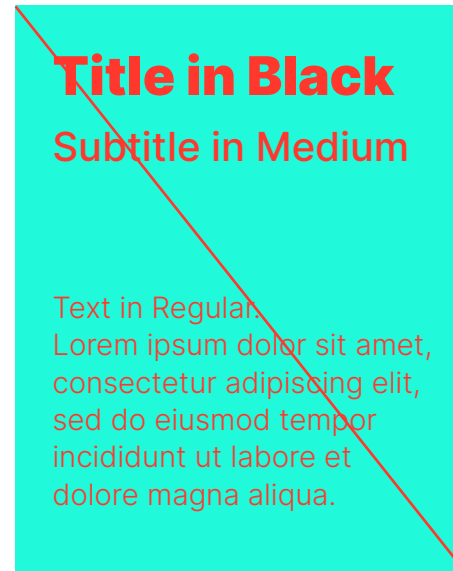 Title in Black
Subtitle in Medium
Text in Regular.
Lorem ipsum dolor sit amet,
consectetur adipiscing elit,
sed do eiusmod tempor
incididunt ut labore et
dolore magna aliqua.